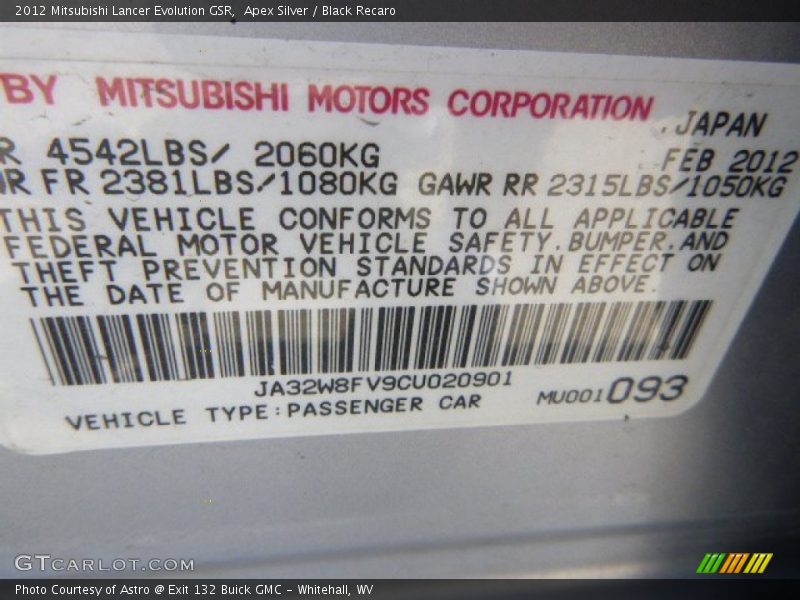 2012 Mitsubishi Lancer Evolution GSR, Apex Silver / Black Recaro
BY MITSUBISHI MOTORS CORPORATION
.JAPAN
R 4542LBS/ 2060KG
FEB 2012
R FR 2381LBS/1080KG GAWR RR 2315LBS/1050KG
THIS VEHICLE CONFORMS TO ALL APPLICABLE
FEDERAL MOTOR VEHICLE SAFETY.BUMPER.AND
THEFT PREVENTION STANDARDS IN EFFECT ON
THE DATE OF MANUFACTURE SHOWN ABOVE.
JA32W8FV9CU020901
VEHICLE TYPE:PASSENGER CAR
MU001093
GTCARLOT.COM
Photo Courtesy of Astro @ Exit 132 Buick GMC - Whitehall, WV